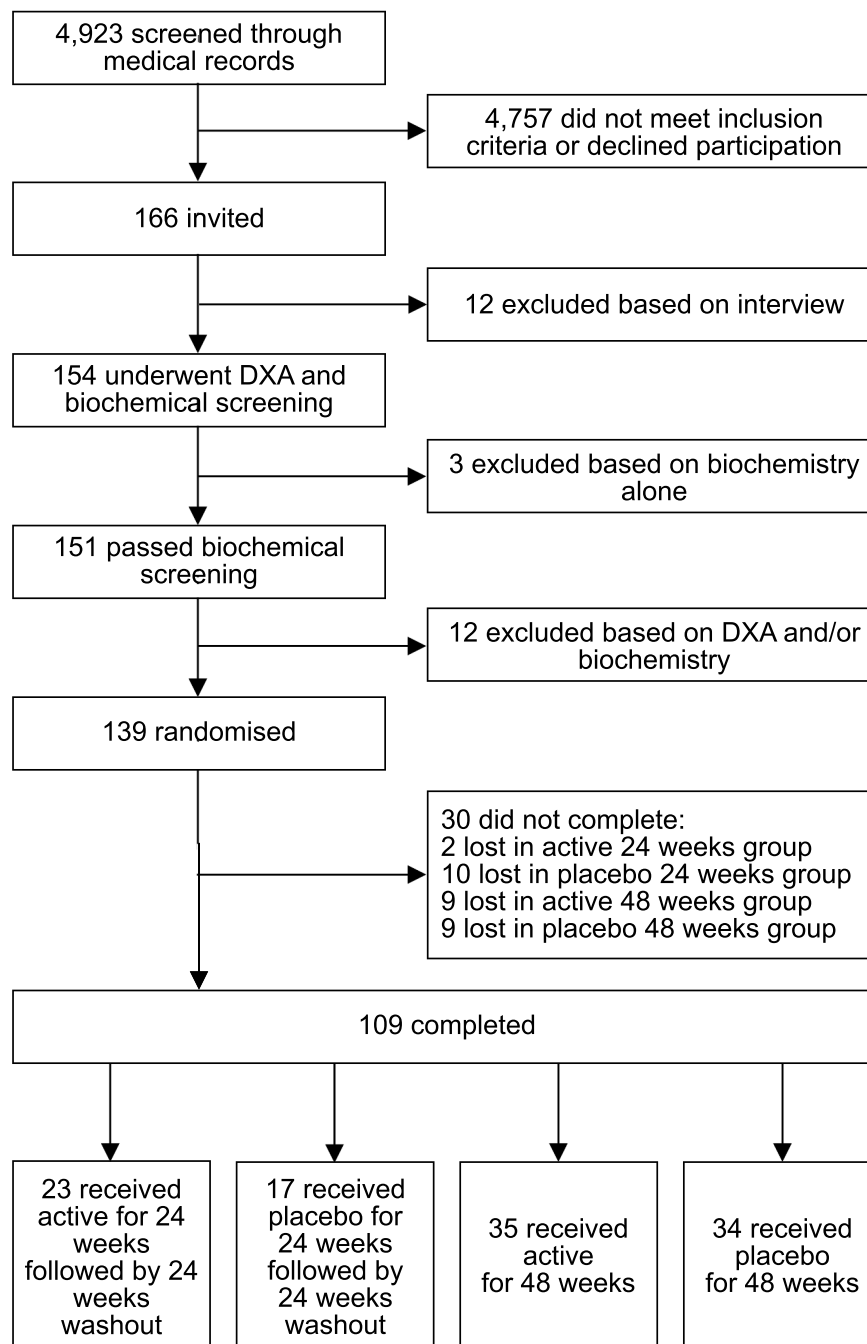 4,923 screened through
medical records
4,757 did not meet inclusion
criteria or declined participation
166 invited
12 excluded based on interview
154 underwent DXA and
biochemical screening
3 excluded based on biochemistry
alone
151 passed biochemical
screening
12 excluded based on DXA and/or
biochemistry
139 randomised
30 did not complete:
2 lost in active 24 weeks group
10 lost in placebo 24 weeks group
9 lost in active 48 weeks group
9 lost in placebo 48 weeks group
109 completed
23 received
active for 24
weeks
followed by 24
weeks
washout
17 received
placebo for
24 weeks
followed by
24 weeks
washout
35 received
active
for 48 weeks
34 received
placebo
for 48 weeks